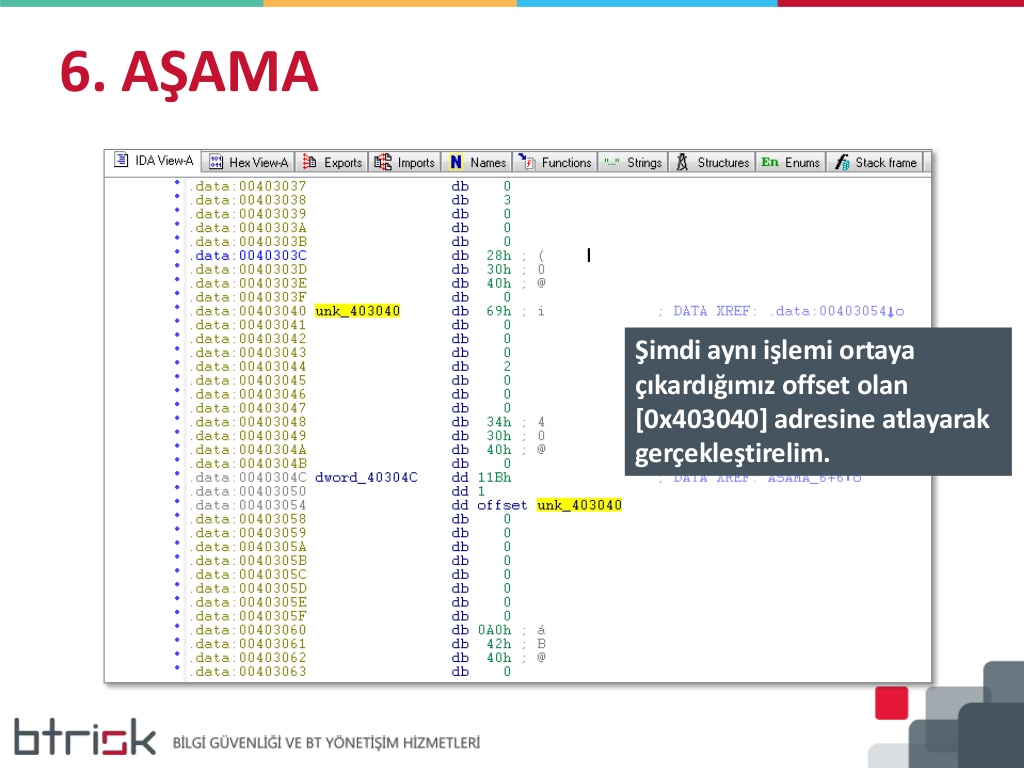 6. AŞAMA
IDA View-A Hex View-A Exports Imports N Names Functions "..." Strings Structures En Enums Stack frame
.data:00403037 db 0
.data:00403038 db 3
.data:00403039 db 0
.data:0040303A db 0
.data:0040303B db 0
.data:0040303C db 28h ; (
.data:0040303D db 30h ; 0
.data:0040303E db 40h ; @
.data:0040303F db 0
.data:00403040 unk_403040 db 69h ; i ; DATA XREF: .data:00403054↓o
.data:00403041 db 0
.data:00403042 db 0
.data:00403043 db 0
.data:00403044 db 2
.data:00403045 db 0
.data:00403046 db 0
.data:00403047 db 0
.data:00403048 db 34h ; 4
.data:00403049 db 30h ; 0
.data:0040304A db 40h ; @
.data:0040304B db 0
.data:0040304C dword_40304C dd 11Bh ; DATA XREF: ASAMA_6+6↑o
.data:00403050 dd 1
.data:00403054 dd offset unk_403040
.data:00403058 db 0
.data:00403059 db 0
.data:0040305A db 0
.data:0040305B db 0
.data:0040305C db 0
.data:0040305D db 0
.data:0040305E db 0
.data:0040305F db 0
.data:00403060 db 0A0h ; á
.data:00403061 db 42h ; B
.data:00403062 db 40h ; @
.data:00403063 db 0
Şimdi aynı işlemi ortaya
çıkardığımız offset olan
[0x403040] adresine atlayarak
gerçekleştirelim.
btrisk BİLGİ GÜVENLİĞİ VE BT YÖNETİŞİM HİZMETLERİ